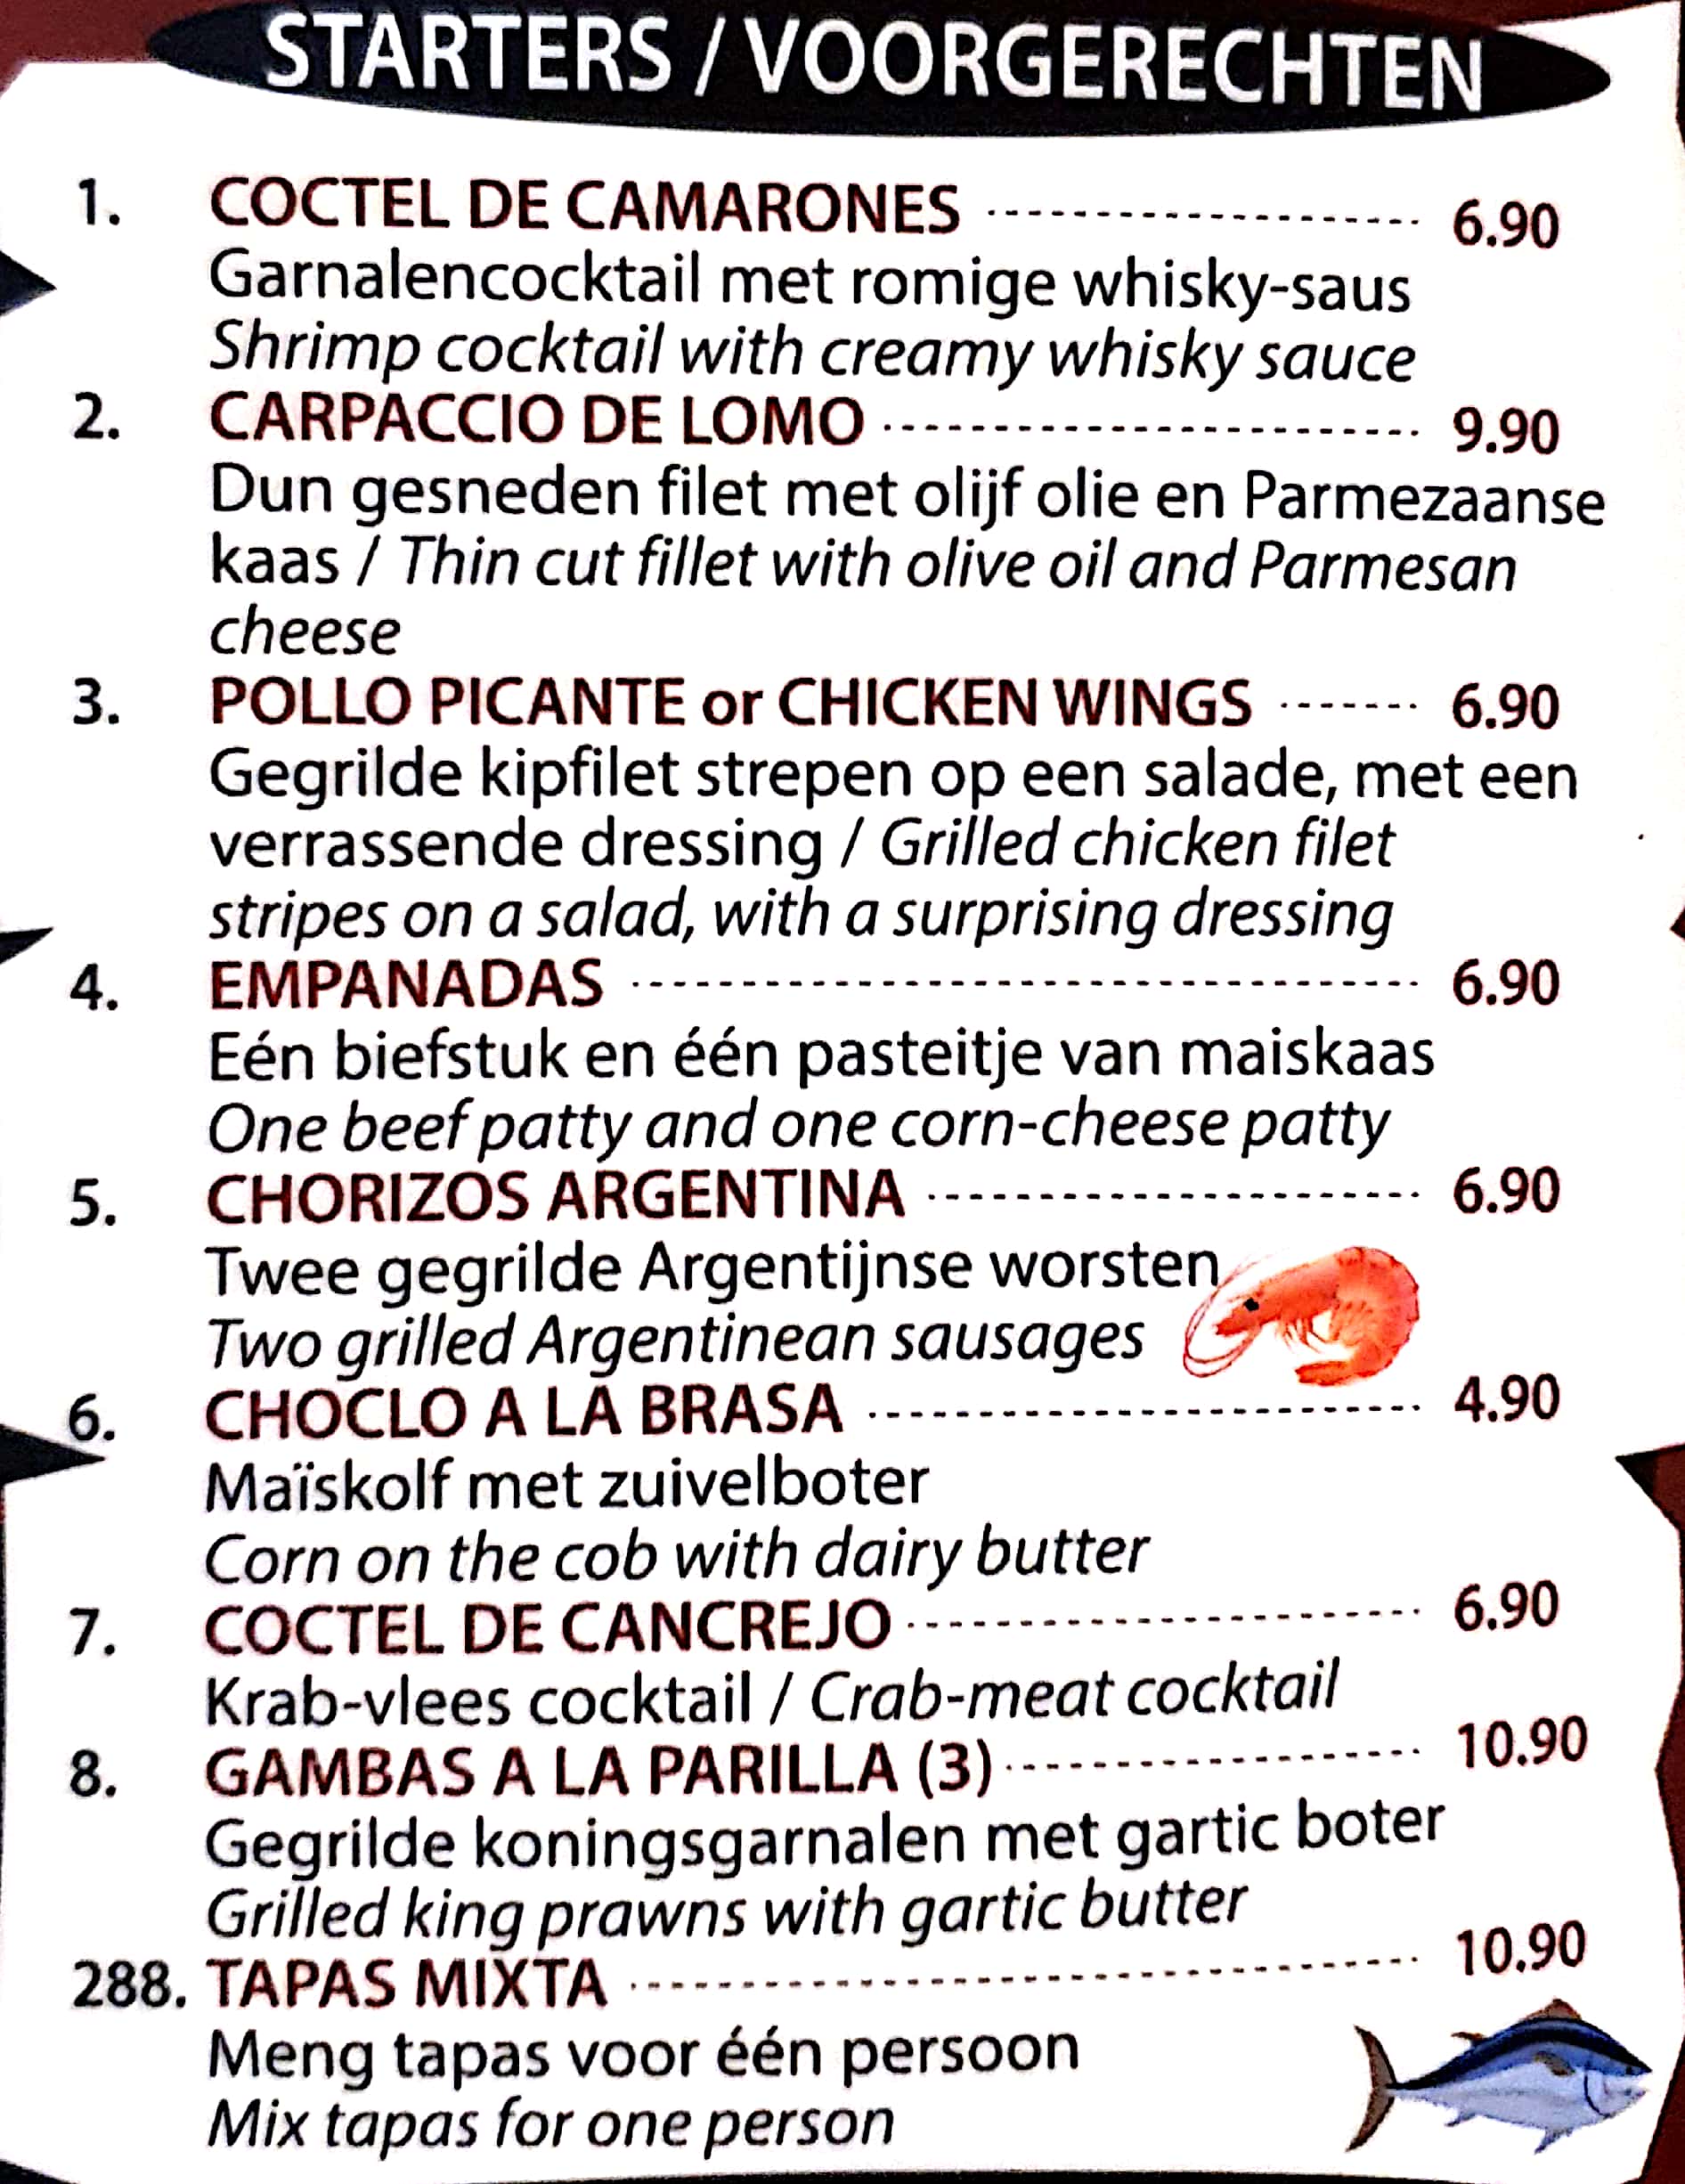 STARTERS / VOORGERECHTEN
1. COCTEL DE CAMARONES 6.90
Garnalencocktail met romige whisky-saus
Shrimp cocktail with creamy whisky sauce
2. CARPACCIO DE LOMO 9.90
Dun gesneden filet met olijf olie en Parmezaanse
kaas / Thin cut fillet with olive oil and Parmesan
cheese
3. POLLO PICANTE or CHICKEN WINGS 6.90
Gegrilde kipfilet strepen op een salade, met een
verrassende dressing / Grilled chicken filet
stripes on a salad, with a surprising dressing
4. EMPANADAS 6.90
Eén biefstuk en één pasteitje van maiskaas
One beef patty and one corn-cheese patty
5. CHORIZOS ARGENTINA 6.90
Twee gegrilde Argentijnse worsten
Two grilled Argentinean sausages
6. CHOCLO A LA BRASA 4.90
Maïskolf met zuivelboter
Corn on the cob with dairy butter
7. COCTEL DE CANCREJO 6.90
Krab-vlees cocktail / Crab-meat cocktail
8. GAMBAS A LA PARILLA (3) 10.90
Gegrilde koningsgarnalen met gartic boter
Grilled king prawns with gartic butter
288. TAPAS MIXTA 10.90
Meng tapas voor één persoon
Mix tapas for one person